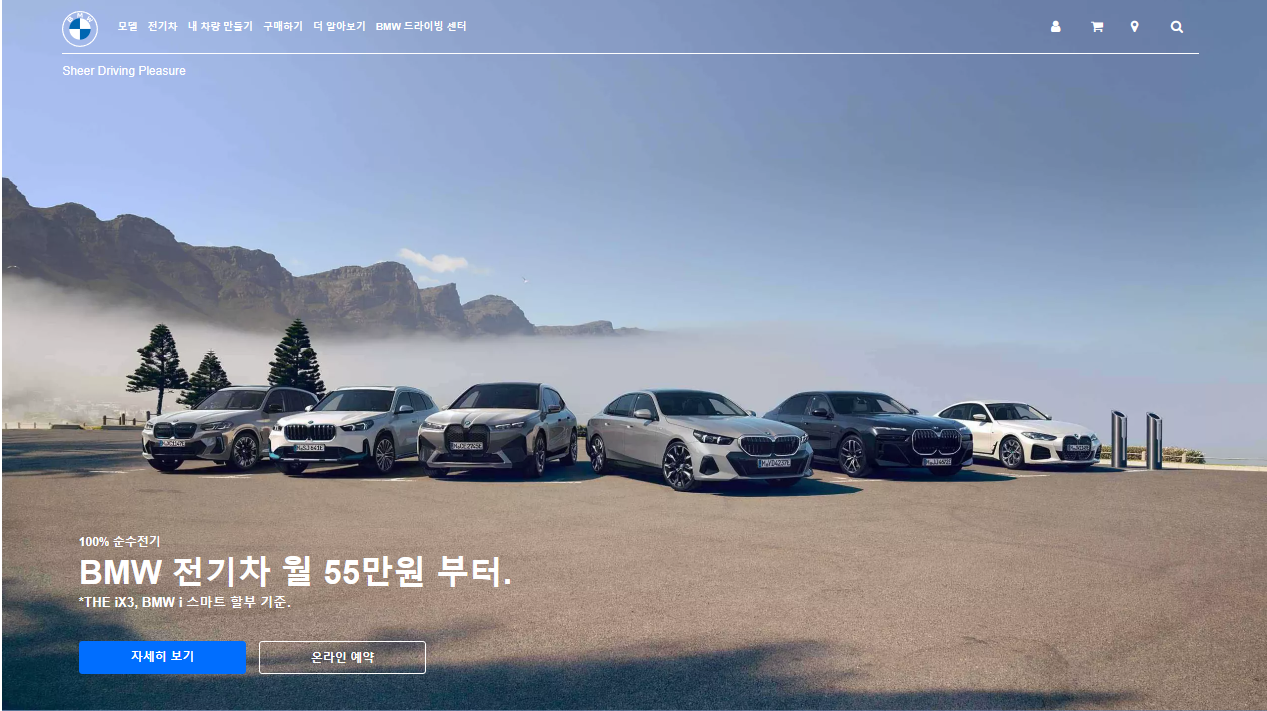 모델 전기차 내 차량 만들기 구매하기 더 알아보기 BMW 드라이빙 센터
Sheer Driving Pleasure
100% 순수전기
BMW 전기차 월 55만원 부터.
*THE iX3, BMW i 스마트 할부 기준.
자세히 보기 온라인 예약